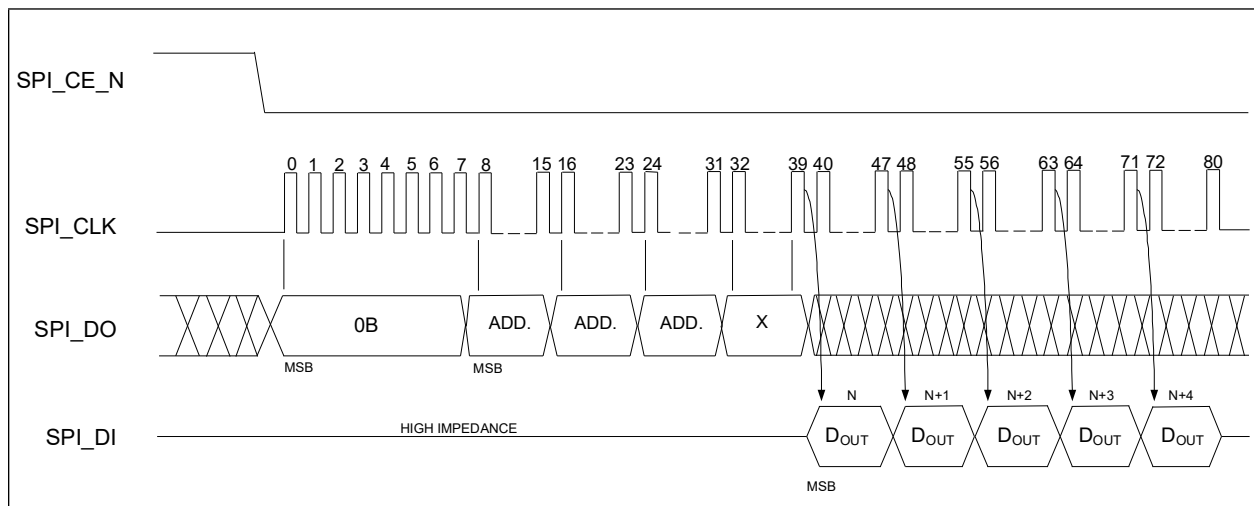 SPI_CE_N
0 1 2 3 4 5 6 7 8 15 16 23 24 31 32 39 40 47 48 55 56 63 64 71 72 80
SPI_CLK
SPI_DO 0B ADD. ADD. ADD. X
MSB MSB
N N+1 N+2 N+3 N+4
SPI_DI HIGH IMPEDANCE DOUT DOUT DOUT DOUT DOUT
MSB